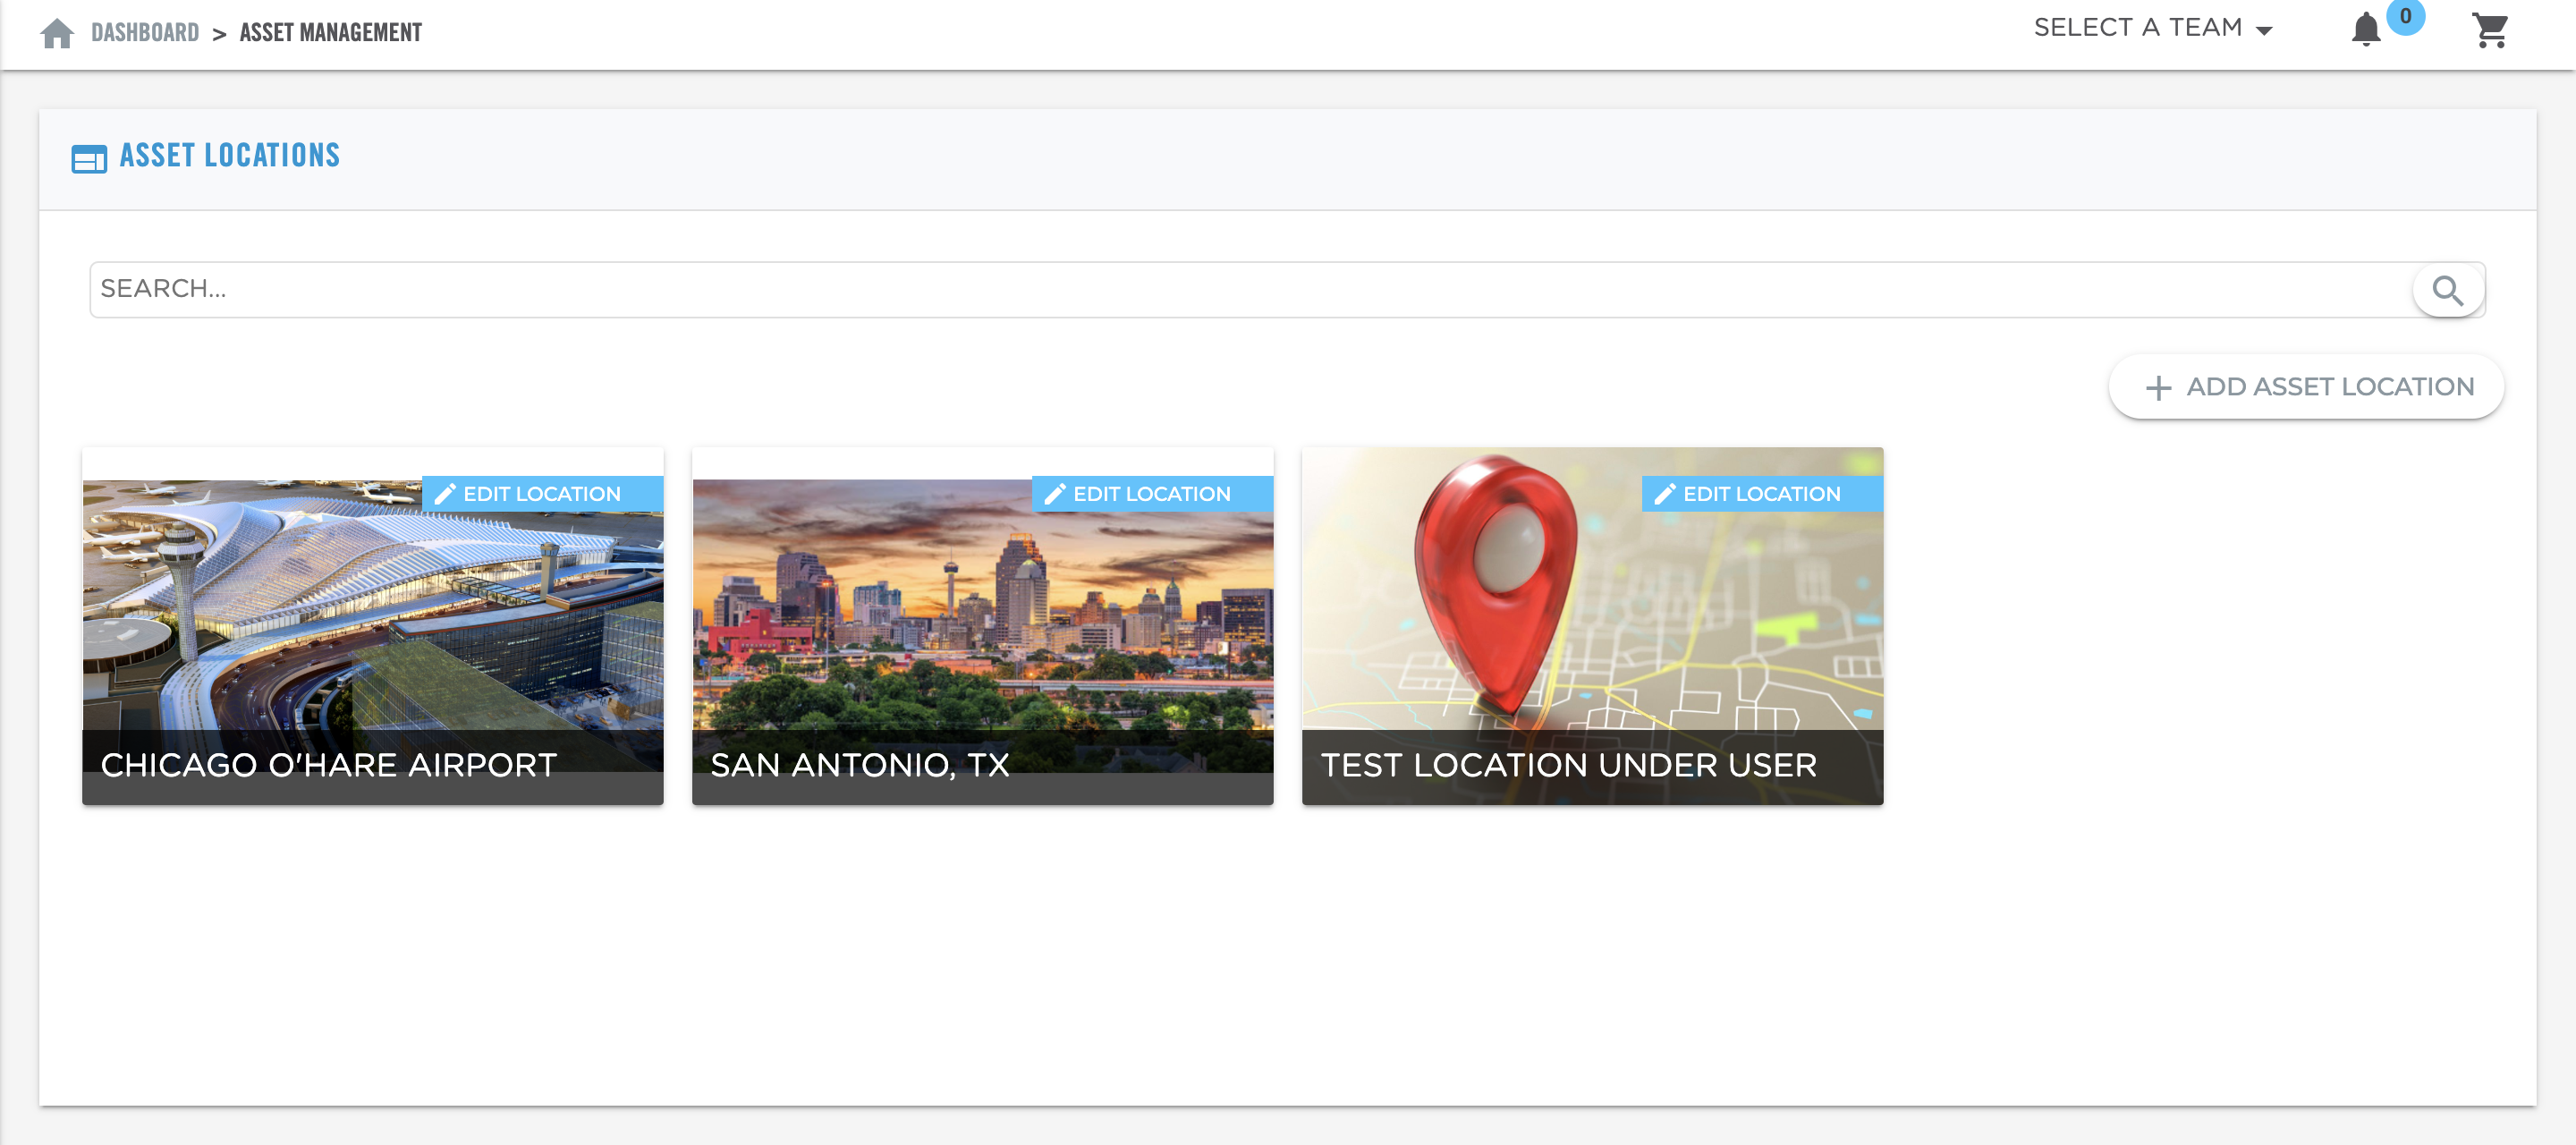 DASHBOARD > ASSET MANAGEMENT
SELECT A TEAM
0
ASSET LOCATIONS
SEARCH...
ADD ASSET LOCATION
EDIT LOCATION
EDIT LOCATION
EDIT LOCATION
CHICAGO O'HARE AIRPORT
SAN ANTONIO, TX
TEST LOCATION UNDER USER